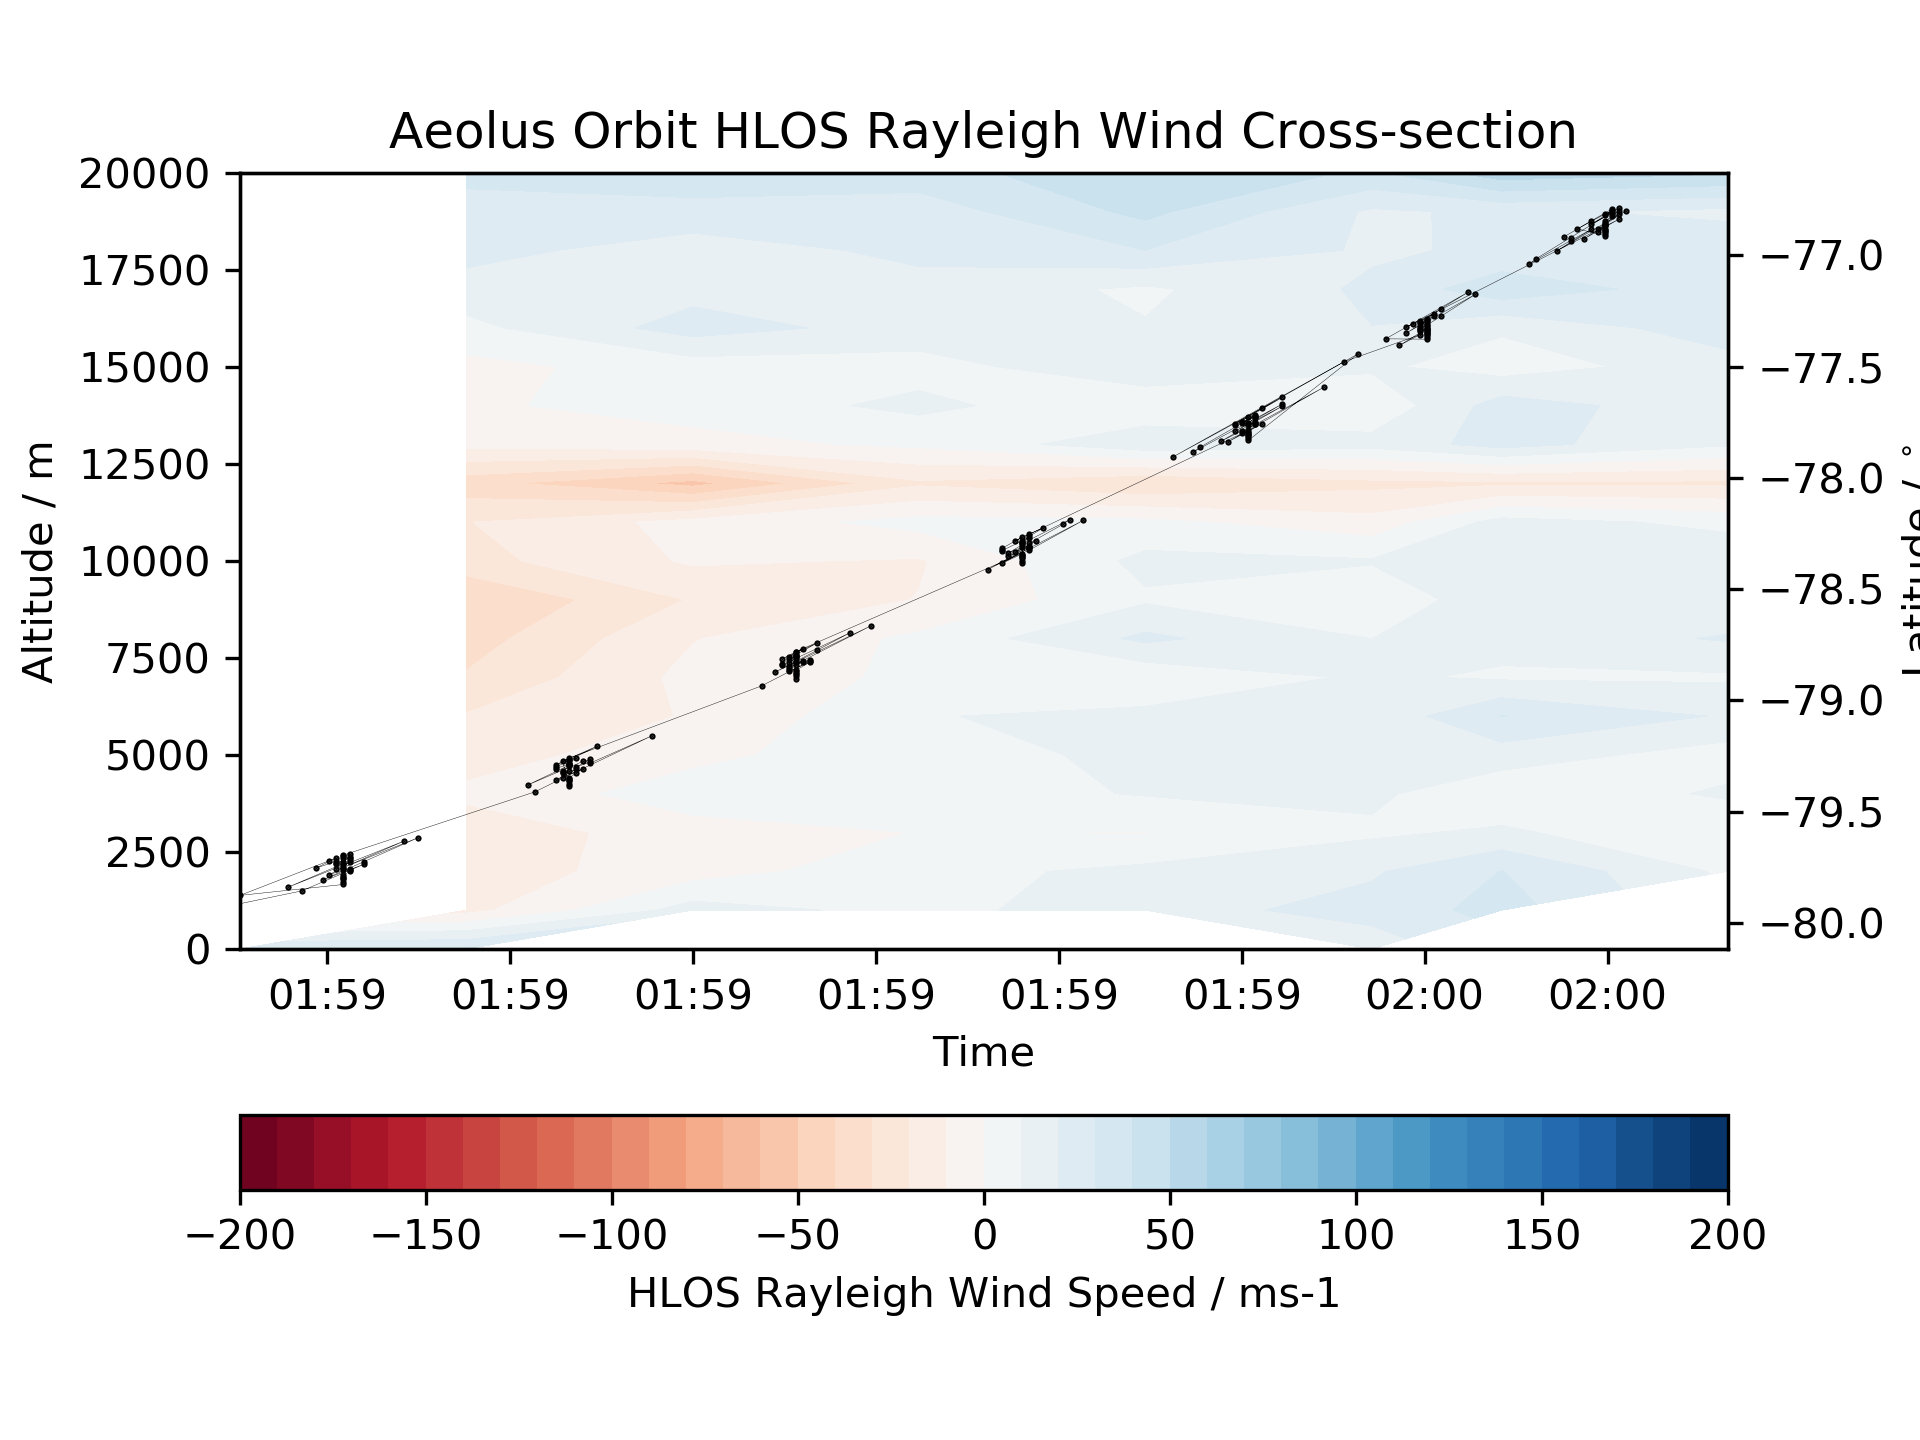 Aeolus Orbit HLOS Rayleigh Wind Cross-section
20000
17500
15000
12500
10000
7500
5000
2500
0
Altitude / m
−77.0
−77.5
−78.0
−78.5
−79.0
−79.5
−80.0
Latitude / °
01:59 01:59 01:59 01:59 01:59 01:59 02:00 02:00
Time
−200 −150 −100 −50 0 50 100 150 200
HLOS Rayleigh Wind Speed / ms-1